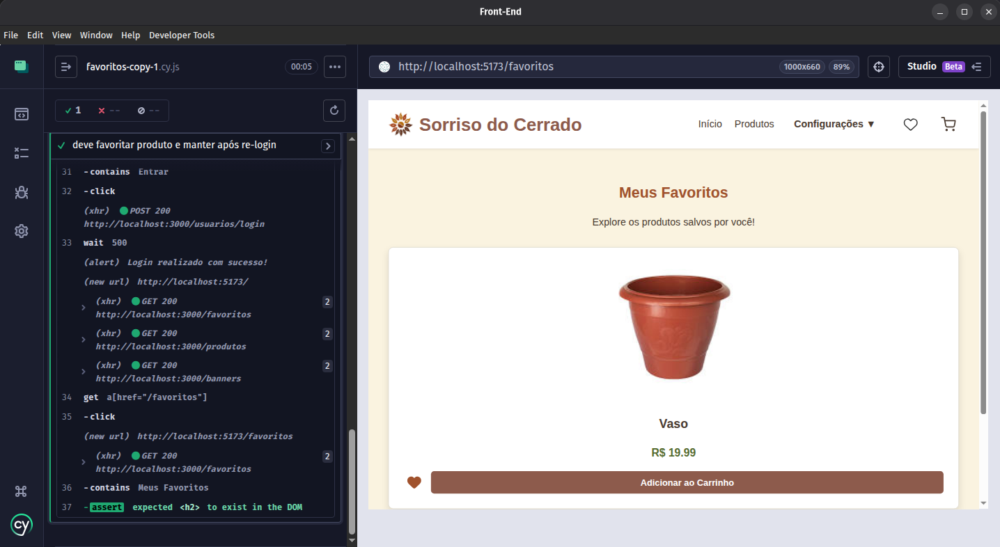 Front-End
File Edit View Window Help Developer Tools
favoritos-copy-1.cy.js 00:05
http://localhost:5173/favoritos 1000x660 89% Studio Beta
1 -- --
deve favoritar produto e manter após re-login
31 -contains Entrar
32 -click
(xhr) POST 200
http://localhost:3000/usuarios/login
33 wait 500
(alert) Login realizado com sucesso!
(new url) http://localhost:5173/
(xhr) GET 200 2
http://localhost:3000/favoritos
(xhr) GET 200 2
http://localhost:3000/produtos
(xhr) GET 200 2
http://localhost:3000/banners
34 get a[href="/favoritos"]
35 -click
(new url) http://localhost:5173/favoritos
(xhr) GET 200 2
http://localhost:3000/favoritos
36 -contains Meus Favoritos
37 -assert expected <h2> to exist in the DOM
cy
Sorriso do Cerrado Início Produtos Configurações ▼
Meus Favoritos
Explore os produtos salvos por você!
Vaso
R$ 19.99
Adicionar ao Carrinho